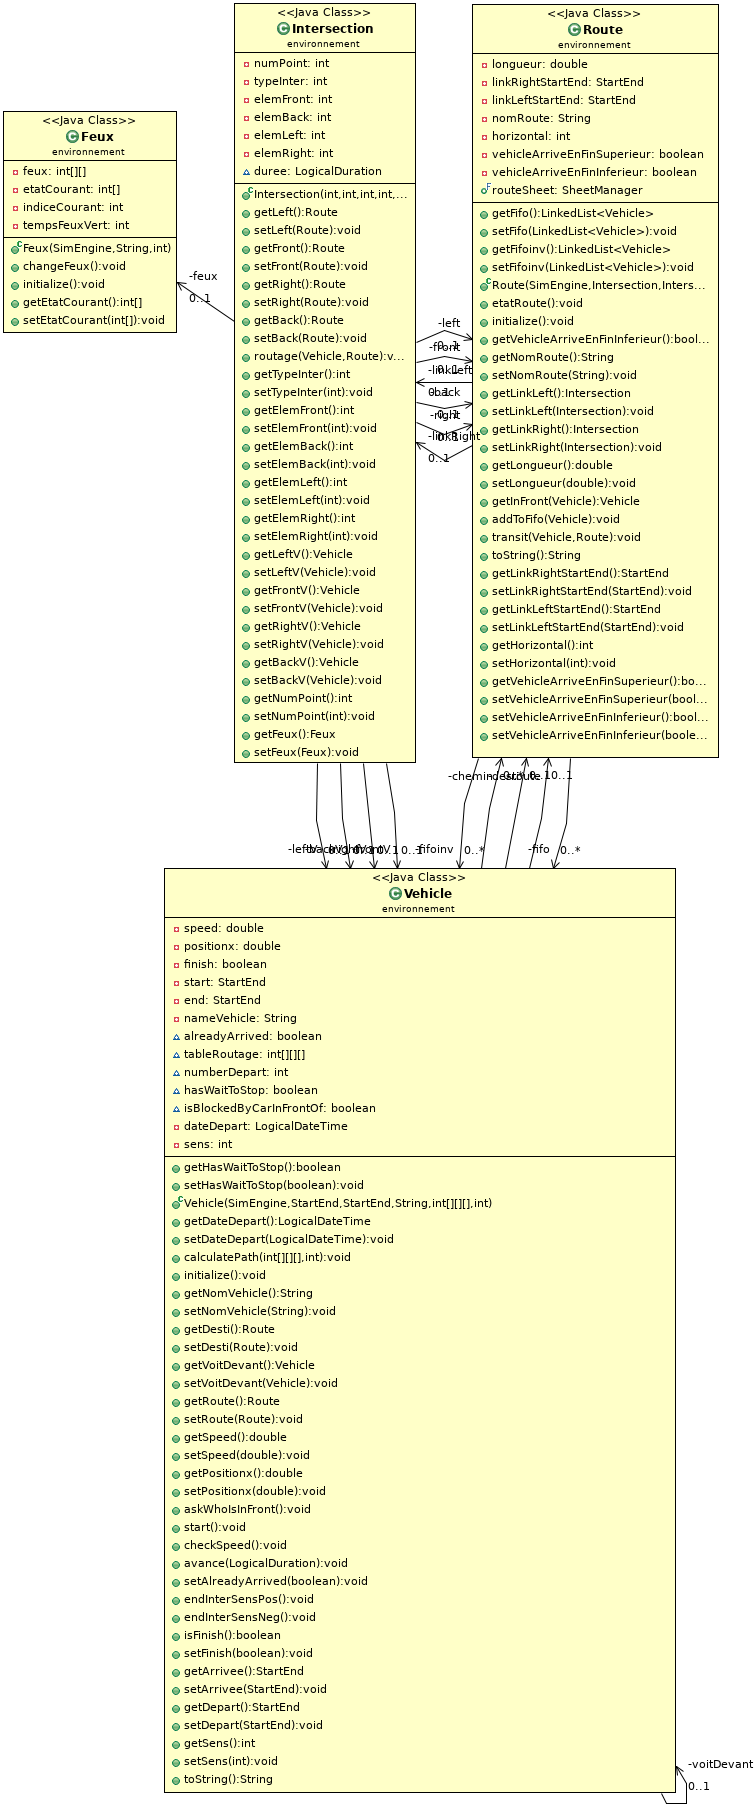 <<Java Class>>
Intersection
environnement
numPoint: int
typeInter: int
elemFront: int
elemBack: int
elemLeft: int
elemRight: int
duree: LogicalDuration
Intersection(int,int,int,int,...
getLeft():Route
setLeft(Route):void
getFront():Route
setFront(Route):void
getRight():Route
setRight(Route):void
getBack():Route
setBack(Route):void
routage(Vehicle,Route):v...
getTypeInter():int
setTypeInter(int):void
getElemFront():int
setElemFront(int):void
getElemBack():int
setElemBack(int):void
getElemLeft():int
setElemLeft(int):void
getElemRight():int
setElemRight(int):void
getLeftV():Vehicle
setLeftV(Vehicle):void
getFrontV():Vehicle
setFrontV(Vehicle):void
getRightV():Vehicle
setRightV(Vehicle):void
getBackV():Vehicle
setBackV(Vehicle):void
getNumPoint():int
setNumPoint(int):void
getFeux():Feux
setFeux(Feux):void
<<Java Class>>
Route
environnement
longueur: double
linkRightStartEnd: StartEnd
linkLeftStartEnd: StartEnd
nomRoute: String
horizontal: int
vehicleArriveEnFinSuperieur: boolean
vehicleArriveEnFinInferieur: boolean
routeSheet: SheetManager
getFifo():LinkedList<Vehicle>
setFifo(LinkedList<Vehicle>):void
getFifoinv():LinkedList<Vehicle>
setFifoinv(LinkedList<Vehicle>):void
Route(SimEngine,Intersection,Inters...
etatRoute():void
initialize():void
getVehicleArriveEnFinInferieur():bool...
getNomRoute():String
setNomRoute(String):void
getLinkLeft():Intersection
setLinkLeft(Intersection):void
getLinkRight():Intersection
setLinkRight(Intersection):void
getLongueur():double
setLongueur(double):void
getInFront(Vehicle):Vehicle
addToFifo(Vehicle):void
transit(Vehicle,Route):void
toString():String
getLinkRightStartEnd():StartEnd
setLinkRightStartEnd(StartEnd):void
getLinkLeftStartEnd():StartEnd
setLinkLeftStartEnd(StartEnd):void
getHorizontal():int
setHorizontal(int):void
getVehicleArriveEnFinSuperieur():bo...
setVehicleArriveEnFinSuperieur(bool...
setVehicleArriveEnFinInferieur():bool...
setVehicleArriveEnFinInferieur(boole...
<<Java Class>>
Feux
environnement
feux: int[][]
etatCourant: int[]
indiceCourant: int
tempsFeuxVert: int
Feux(SimEngine,String,int)
changeFeux():void
initialize():void
getEtatCourant():int[]
setEtatCourant(int[]):void
-feux
0..1
-left
0..1
-front
0..1
-linkLeft
0..1
-back
-right
0..1
0..1
-linkRight
0..1
-chemin
0..*
-route
0..1
0..1
-fifoinv
0..*
-fifo
0..*
<<Java Class>>
Vehicle
environnement
speed: double
positionx: double
finish: boolean
start: StartEnd
end: StartEnd
nameVehicle: String
alreadyArrived: boolean
tableRoutage: int[][][]
numberDepart: int
hasWaitToStop: boolean
isBlockedByCarInFrontOf: boolean
dateDepart: LogicalDateTime
sens: int
getHasWaitToStop():boolean
setHasWaitToStop(boolean):void
Vehicle(SimEngine,StartEnd,StartEnd,String,int[][][],int)
getDateDepart():LogicalDateTime
setDateDepart(LogicalDateTime):void
calculatePath(int[][][],int):void
initialize():void
getNomVehicle():String
setNomVehicle(String):void
getDesti():Route
setDesti(Route):void
getVoitDevant():Vehicle
setVoitDevant(Vehicle):void
getRoute():Route
setRoute(Route):void
getSpeed():double
setSpeed(double):void
getPositionx():double
setPositionx(double):void
askWhoIsInFront():void
start():void
checkSpeed():void
avance(LogicalDuration):void
setAlreadyArrived(boolean):void
endInterSensPos():void
endInterSensNeg():void
isFinish():boolean
setFinish(boolean):void
getArrivee():StartEnd
setArrivee(StartEnd):void
getDepart():StartEnd
setDepart(StartEnd):void
getSens():int
setSens(int):void
toString():String
-voitDevant
0..1